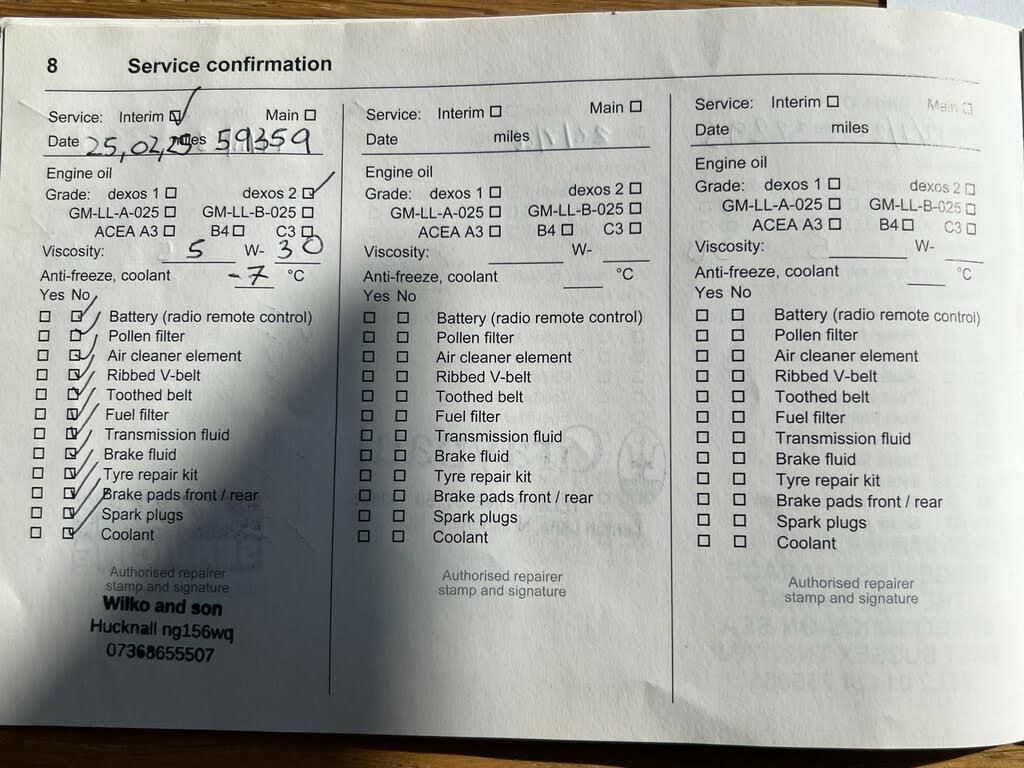 8 Service confirmation
Service: Interim Main
Date 25,02,25 miles 59359
Engine oil
Grade: dexos 1 dexos 2
GM-LL-A-025 GM-LL-B-025
ACEA A3 B4 C3
Viscosity: 5 W- 30
Anti-freeze, coolant -7 °C
Yes No
Battery (radio remote control)
Pollen filter
Air cleaner element
Ribbed V-belt
Toothed belt
Fuel filter
Transmission fluid
Brake fluid
Tyre repair kit
Brake pads front / rear
Spark plugs
Coolant
Authorised repairer
stamp and signature
Wilko and son
Hucknall ng156wq
07368655507
Service: Interim Main
Date miles
Engine oil
Grade: dexos 1 dexos 2
GM-LL-A-025 GM-LL-B-025
ACEA A3 B4 C3
Viscosity: W-
Anti-freeze, coolant °C
Yes No
Battery (radio remote control)
Pollen filter
Air cleaner element
Ribbed V-belt
Toothed belt
Fuel filter
Transmission fluid
Brake fluid
Tyre repair kit
Brake pads front / rear
Spark plugs
Coolant
Authorised repairer
stamp and signature
Service: Interim Main
Date miles
Engine oil
Grade: dexos 1 dexos 2
GM-LL-A-025 GM-LL-B-025
ACEA A3 B4 C3
Viscosity: W-
Anti-freeze, coolant °C
Yes No
Battery (radio remote control)
Pollen filter
Air cleaner element
Ribbed V-belt
Toothed belt
Fuel filter
Transmission fluid
Brake fluid
Tyre repair kit
Brake pads front / rear
Spark plugs
Coolant
Authorised repairer
stamp and signature